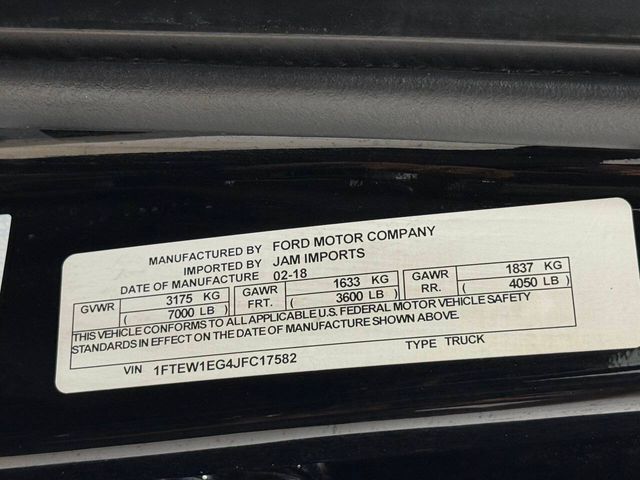 MANUFACTURED BY FORD MOTOR COMPANY
IMPORTED BY JAM IMPORTS
DATE OF MANUFACTURE 02-18
GVWR 3175 KG GAWR FRT. 1633 KG GAWR RR. 1837 KG
( 7000 LB ) ( 3600 LB ) ( 4050 LB )
THIS VEHICLE CONFORMS TO ALL APPLICABLE U.S. FEDERAL MOTOR VEHICLE SAFETY
STANDARDS IN EFFECT ON THE DATE OF MANUFACTURE SHOWN ABOVE.
VIN 1FTEW1EG4JFC17582 TYPE TRUCK